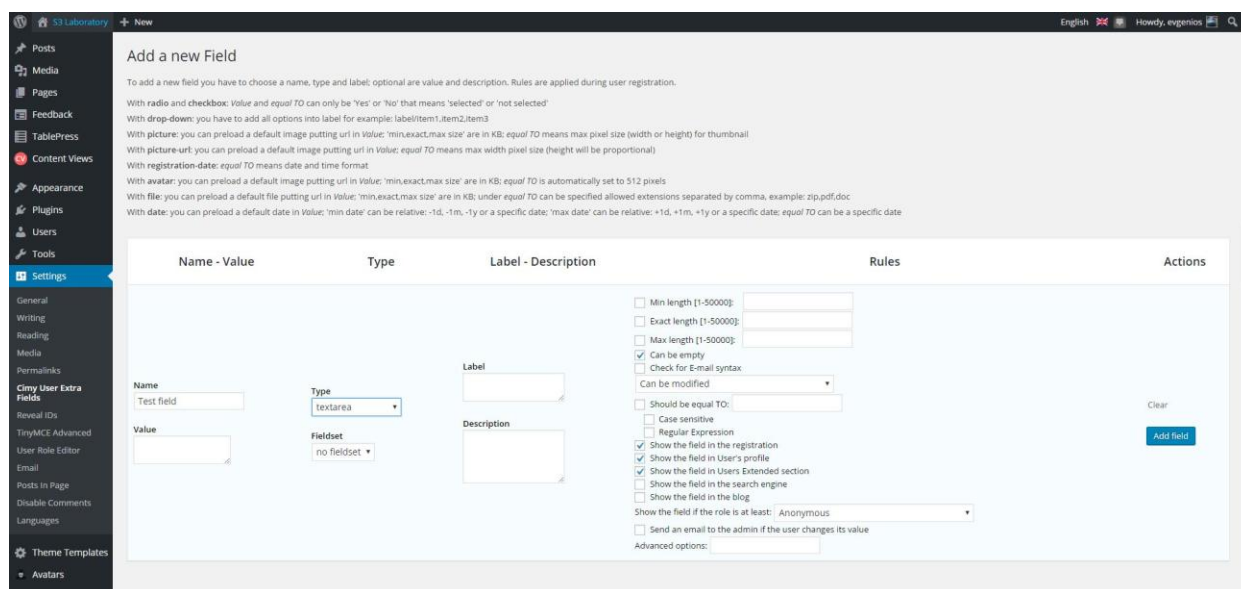 S3 Laboratory + New
English Howdy, evgenios
Posts
Media
Pages
Feedback
TablePress
CV Content Views
Appearance
Plugins
Users
Tools
Settings
General
Writing
Reading
Media
Permalinks
Cimy User Extra
Fields
Reveal IDs
TinyMCE Advanced
User Role Editor
Email
Posts In Page
Disable Comments
Languages
Theme Templates
Avatars
Add a new Field
To add a new field you have to choose a name, type and label; optional are value and description. Rules are applied during user registration.
With radio and checkbox: Value and equal TO can only be 'Yes' or 'No' that means 'selected' or 'not selected'
With drop-down: you have to add all options into label for example: label/item1,item2,item3
With picture: you can preload a default image putting url in Value; 'min,exact,max size' are in KB; equal TO means max pixel size (width or height) for thumbnail
With picture-url: you can preload a default image putting url in Value; equal TO means max width pixel size (height will be proportional)
With registration-date: equal TO means date and time format
With avatar: you can preload a default image putting url in Value; 'min,exact,max size' are in KB; equal TO is automatically set to 512 pixels
With file: you can preload a default file putting url in Value; 'min,exact,max size' are in KB; under equal TO can be specified allowed extensions separated by comma, example: zip,pdf,doc
With date: you can preload a default date in Value; 'min date' can be relative: -1d, -1m, -1y or a specific date; 'max date' can be relative: +1d, +1m, +1y or a specific date; equal TO can be a specific date
Name - Value Type Label - Description Rules Actions
Name
Test field
Value
Type
textarea
Fieldset
no fieldset
Label
Description
Min length [1-50000]:
Exact length [1-50000]:
Max length [1-50000]:
Can be empty
Check for E-mail syntax
Can be modified
Should be equal TO:
Case sensitive
Regular Expression
Show the field in the registration
Show the field in User's profile
Show the field in Users Extended section
Show the field in the search engine
Show the field in the blog
Show the field if the role is at least: Anonymous
Send an email to the admin if the user changes its value
Advanced options:
Clear
Add field